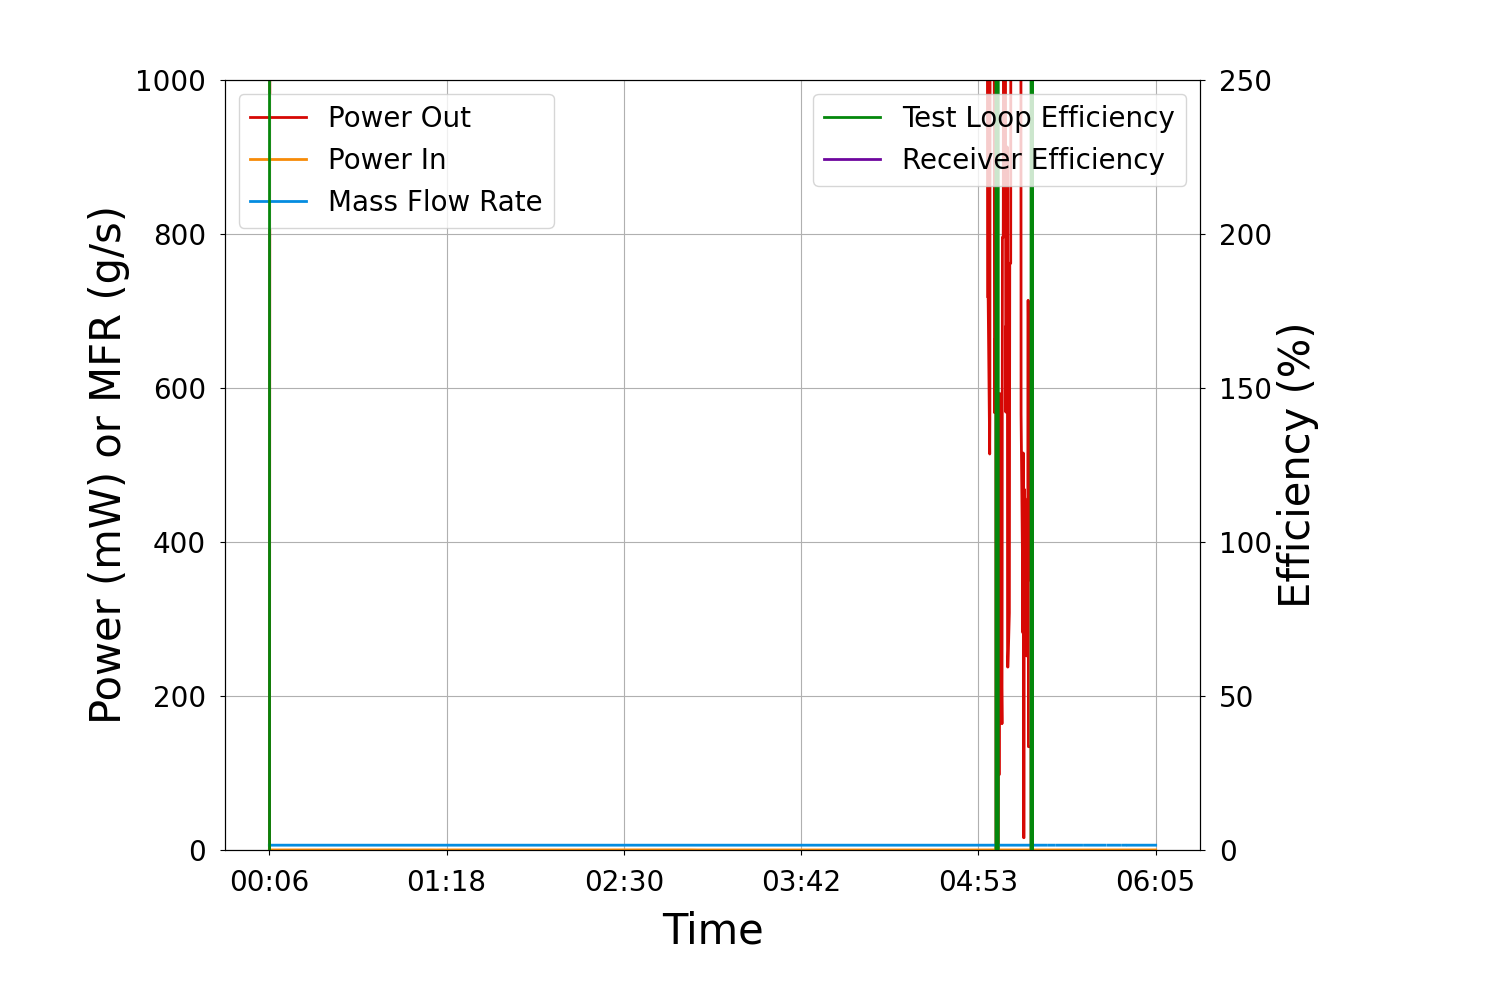 1000
800
600
400
200
0
Power (mW) or MFR (g/s)
Power Out
Power In
Mass Flow Rate
Test Loop Efficiency
Receiver Efficiency
250
200
150
100
50
0
Efficiency (%)
00:06 01:18 02:30 03:42 04:53 06:05
Time